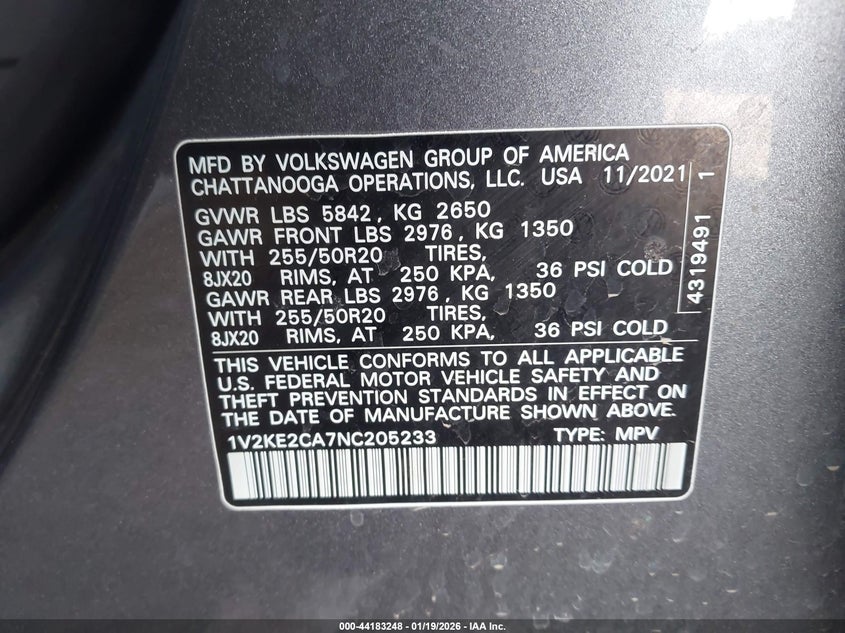 MFD BY VOLKSWAGEN GROUP OF AMERICA
CHATTANOOGA OPERATIONS, LLC. USA 11/2021
GVWR LBS 5842, KG 2650
GAWR FRONT LBS 2976, KG 1350
WITH 255/50R20 TIRES,
8JX20 RIMS, AT 250 KPA, 36 PSI COLD
GAWR REAR LBS 2976, KG 1350
WITH 255/50R20 TIRES,
8JX20 RIMS, AT 250 KPA, 36 PSI COLD
THIS VEHICLE CONFORMS TO ALL APPLICABLE
U.S. FEDERAL MOTOR VEHICLE SAFETY AND
THEFT PREVENTION STANDARDS IN EFFECT ON
THE DATE OF MANUFACTURE SHOWN ABOVE.
1V2KE2CA7NC205233 TYPE: MPV
4319491 1
000-44183248 - 01/19/2026 - IAA Inc.